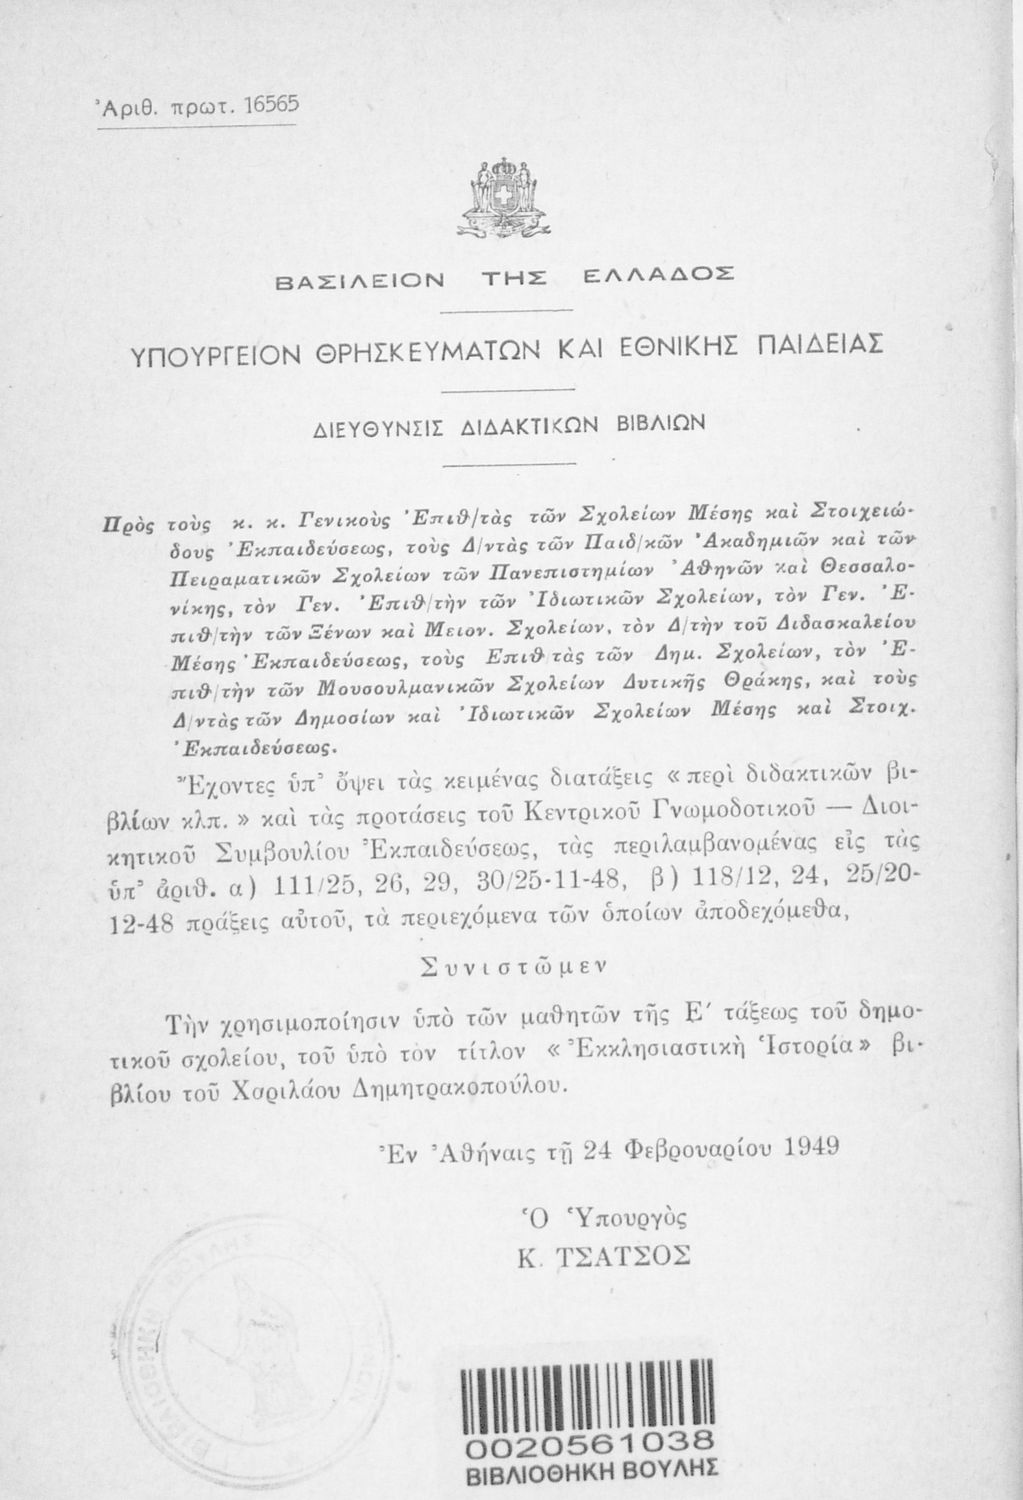 Ἀριθ. πρωτ. 16565
ΒΑΣΙΛΕΙΟΝ ΤΗΣ ΕΛΛΑΔΟΣ
ΥΠΟΥΡΓΕΙΟΝ ΘΡΗΣΚΕΥΜΑΤΩΝ ΚΑΙ ΕΘΝΙΚΗΣ ΠΑΙΔΕΙΑΣ
ΔΙΕΥΘΥΝΣΙΣ ΔΙΔΑΚΤΙΚΩΝ ΒΙΒΛΙΩΝ
Πρὸς τοὺς κ. κ. Γενικοὺς Ἐπιθ/τὰς τῶν Σχολείων Μέσης καὶ Στοιχειώ-
δους Ἐκπαιδεύσεως, τοὺς Δ/ντὰς τῶν Παιδ/κῶν Ἀκαδημιῶν καὶ τῶν
Πειραματικῶν Σχολείων τῶν Πανεπιστημίων Ἀθηνῶν καὶ Θεσσαλο-
νίκης, τὸν Γεν. Ἐπιθ/τὴν τῶν Ἰδιωτικῶν Σχολείων, τὸν Γεν. Ἐ-
πιθ/τὴν τῶν Ξένων καὶ Μειον. Σχολείων, τὸν Δ/τὴν τοῦ Διδασκαλείου
Μέσης Ἐκπαιδεύσεως, τοὺς Επιθ τὰς τῶν Δημ. Σχολείων, τὸν Ἐ-
πιθ/τὴν τῶν Μουσουλμανικῶν Σχολείων Δυτικῆς Θράκης, καὶ τοὺς
Δ/ντὰς τῶν Δημοσίων καὶ Ἰδιωτικῶν Σχολείων Μέσης καὶ Στοιχ.
Ἐκπαιδεύσεως.
Ἔχοντες ὑπ' ὄψει τὰς κειμένας διατάξεις « περὶ διδακτικῶν βι-
βλίων κλπ. » καὶ τὰς προτάσεις τοῦ Κεντρικοῦ Γνωμοδοτικοῦ — Διοι-
κητικοῦ Συμβουλίου Ἐκπαιδεύσεως, τὰς περιλαμβανομένας εἰς τὰς
ὑπ' ἀριθ. α) 111/25, 26, 29, 30/25-11-48, β) 118/12, 24, 25/20-
12-48 πράξεις αὐτοῦ, τὰ περιεχόμενα τῶν ὁποίων ἀποδεχόμεθα,
Συνιστῶμεν
Τὴν χρησιμοποίησιν ὑπὸ τῶν μαθητῶν τῆς Ε' τάξεως τοῦ δημο-
τικοῦ σχολείου, τοῦ ὑπὸ τὸν τίτλον « Ἐκκλησιαστικὴ Ἱστορία » βι-
βλίου τοῦ Χαριλάου Δημητρακοπούλου.
Ἐν Ἀθήναις τῇ 24 Φεβρουαρίου 1949
Ὁ Ὑπουργὸς
Κ. ΤΣΑΤΣΟΣ
0020561038
ΒΙΒΛΙΟΘΗΚΗ ΒΟΥΛΗΣ